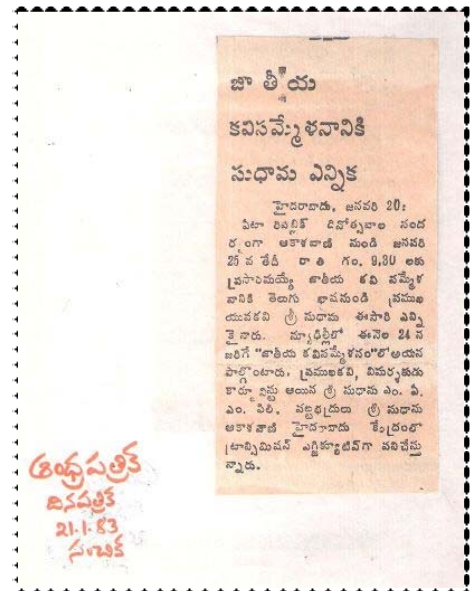 జాతీయ
కవిసమ్మేళనానికి
సుధామ ఎన్నిక
హైదరాబాదు, జనవరి 20:
ఏటా రిపబ్లిక్ దినోత్సవాల సంద
ర్భంగా ఆకాశవాణి నుండి జనవరి
25 వ తేదీ రాత్రి గం. 9.30 లకు
ప్రసారమయ్యే జాతీయ కవి సమ్మేళ
నానికి తెలుగు భాషనుండి ప్రముఖ
యువకవి శ్రీ సుధామ ఈసారి ఎన్ని
కైనారు. న్యూఢిల్లీలో ఈనెల 24 న
జరిగే "జాతీయ కవిసమ్మేళనం"లో ఆయన
పాల్గొంటారు. ప్రముఖకవి, విమర్శకుడు
కార్టూనిస్టు అయిన శ్రీ సుధామ ఎం. ఏ.
ఎం. ఫిల్. పట్టభద్రులు శ్రీ సుధామ
ఆకాశవాణి హైదరాబాదు కేంద్రంలో
ట్రాన్స్మిషన్ ఎగ్జిక్యూటివ్‌గా పనిచేస్తు
న్నారు.
ఆంధ్రపత్రిక
దినపత్రిక
21.1.83
సంచిక